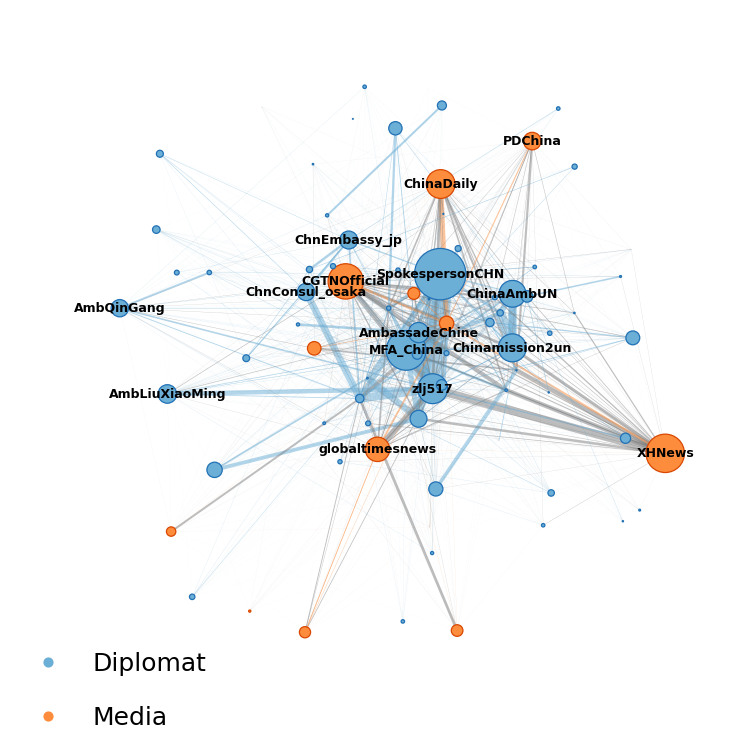 PDChina
ChinaDaily
ChnEmbassy_jp
SpokespersonCHN
CGTNOfficial
ChnConsul_osaka
ChinaAmbUN
AmbQinGang
AmbassadeChine
MFA_China
Chinamission2un
zlj517
AmbLiuXiaoMing
globaltimesnews
XHNews
Diplomat
Media